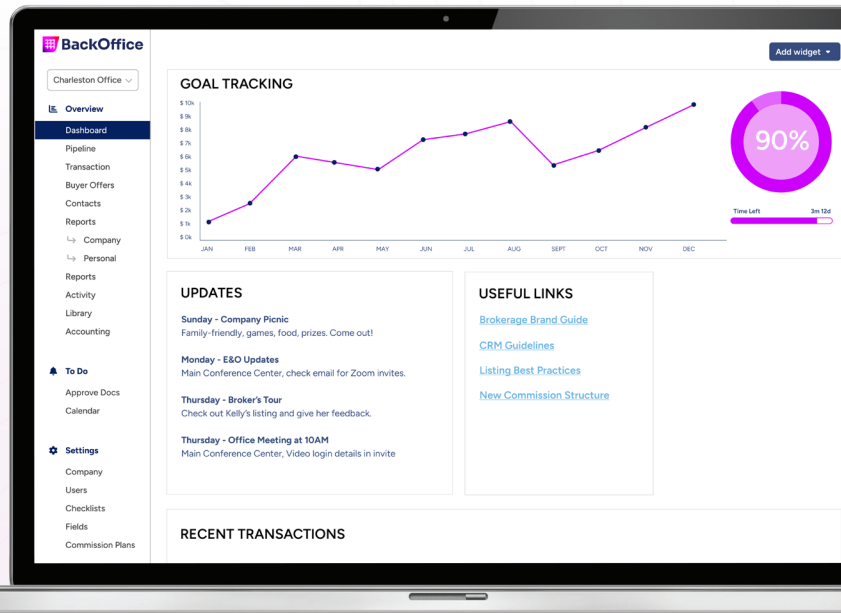 BackOffice
Add widget
Charleston Office
Overview
Dashboard
Pipeline
Transaction
Buyer Offers
Contacts
Reports
Company
Personal
Reports
Activity
Library
Accounting
To Do
Approve Docs
Calendar
Settings
Company
Users
Checklists
Fields
Commission Plans
GOAL TRACKING
$ 10k
$ 9k
$ 8k
$ 7k
$ 6k
$ 5k
$ 4k
$ 3k
$ 2k
$ 1k
$ 0k
JAN FEB MAR APR MAY JUN JUL AUG SEPT OCT NOV DEC
90%
Time Left 3m 12d
UPDATES
Sunday - Company Picnic
Family-friendly, games, food, prizes. Come out!
Monday - E&O Updates
Main Conference Center, check email for Zoom invites.
Thursday - Broker's Tour
Check out Kelly's listing and give her feedback.
Thursday - Office Meeting at 10AM
Main Conference Center, Video login details in invite
USEFUL LINKS
Brokerage Brand Guide
CRM Guidelines
Listing Best Practices
New Commission Structure
RECENT TRANSACTIONS